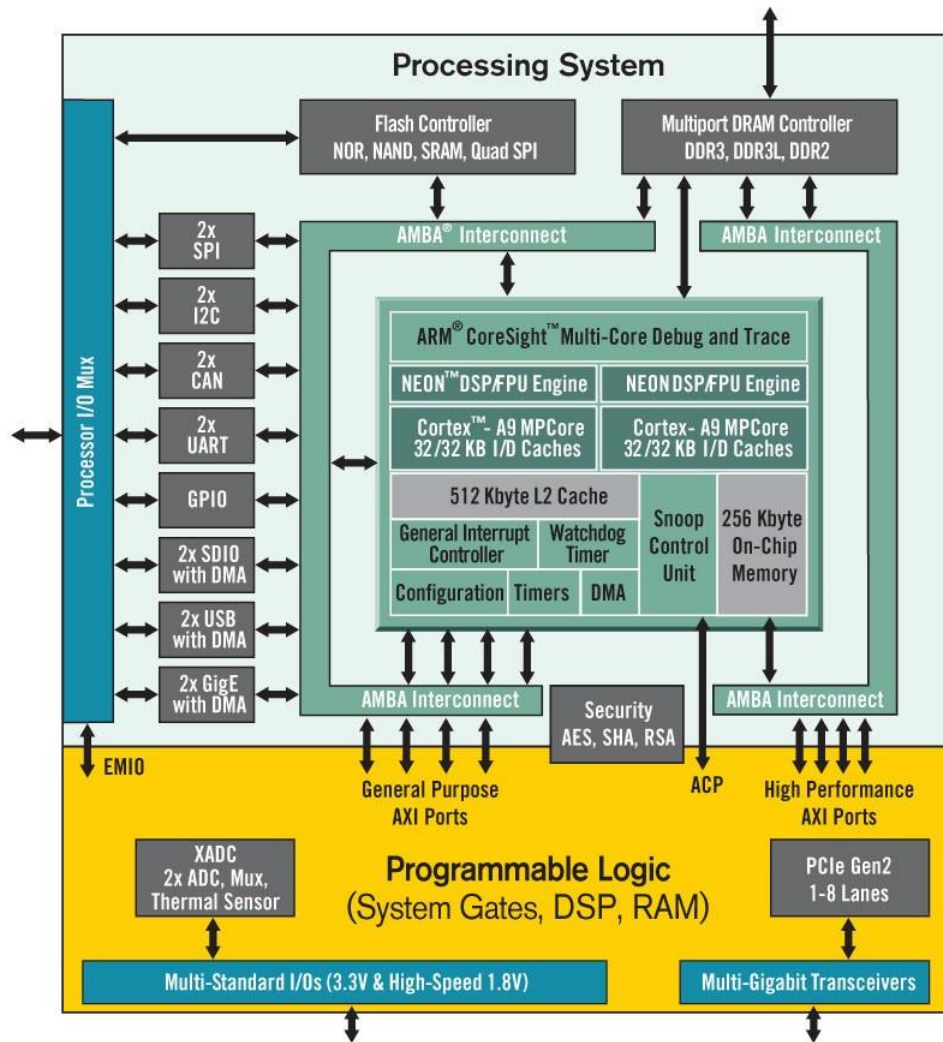 Processing System
Flash Controller
NOR, NAND, SRAM, Quad SPI
Multiport DRAM Controller
DDR3, DDR3L, DDR2
AMBA® Interconnect
AMBA Interconnect
Processor I/O Mux
2x
SPI
2x
I2C
2x
CAN
2x
UART
GPIO
2x SDIO
with DMA
2x USB
with DMA
2x GigE
with DMA
ARM® CoreSight™ Multi-Core Debug and Trace
NEON™ DSP/FPU Engine
NEON DSP/FPU Engine
Cortex™- A9 MPCore
32/32 KB I/D Caches
Cortex- A9 MPCore
32/32 KB I/D Caches
512 Kbyte L2 Cache
General Interrupt
Controller
Watchdog
Timer
Configuration
Timers
DMA
Snoop
Control
Unit
256 Kbyte
On-Chip
Memory
AMBA Interconnect
AMBA Interconnect
Security
AES, SHA, RSA
EMIO
General Purpose
AXI Ports
ACP
High Performance
AXI Ports
XADC
2x ADC, Mux,
Thermal Sensor
Programmable Logic
(System Gates, DSP, RAM)
PCIe Gen2
1-8 Lanes
Multi-Standard I/Os (3.3V & High-Speed 1.8V)
Multi-Gigabit Transceivers